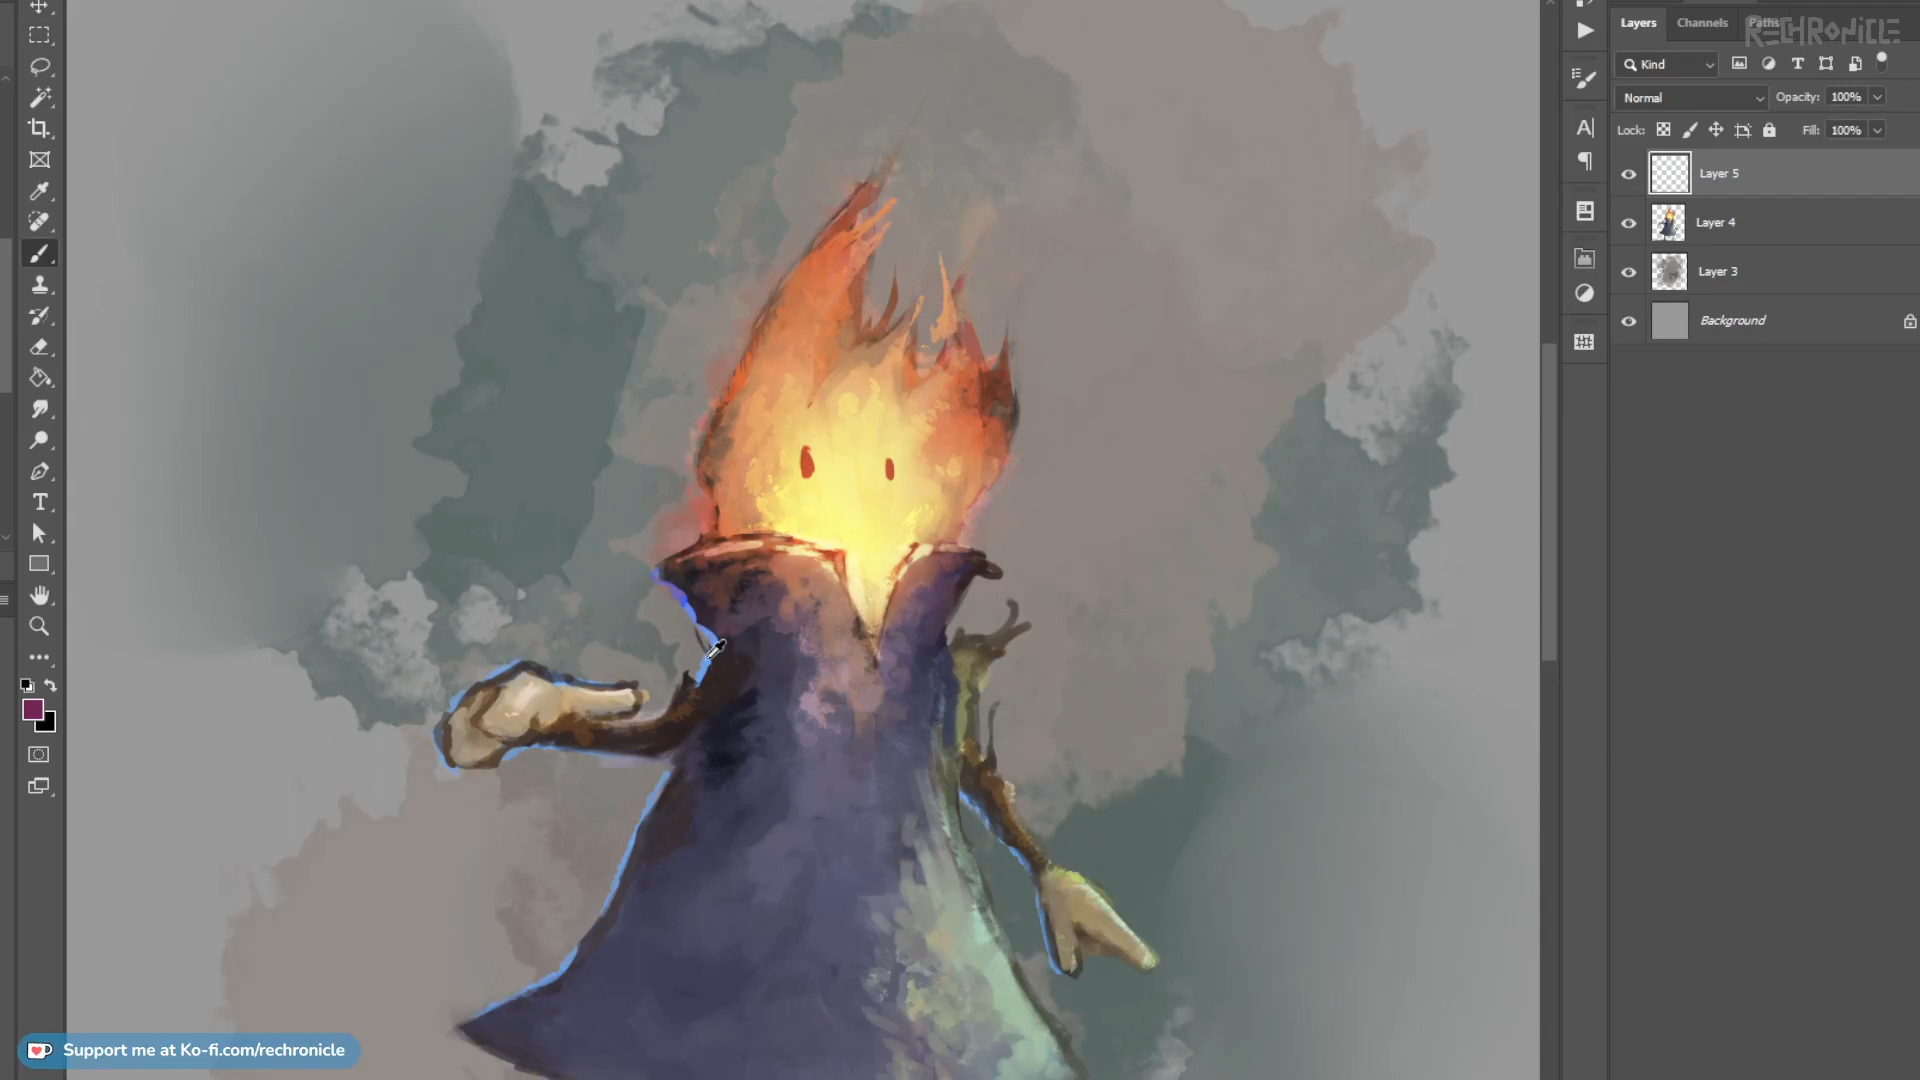 Layers
Channels
Paths
RECHRONICLE
Kind
Normal
Opacity: 100%
Lock:
Fill: 100%
Layer 5
Layer 4
Layer 3
Background
Support me at Ko-fi.com/rechronicle